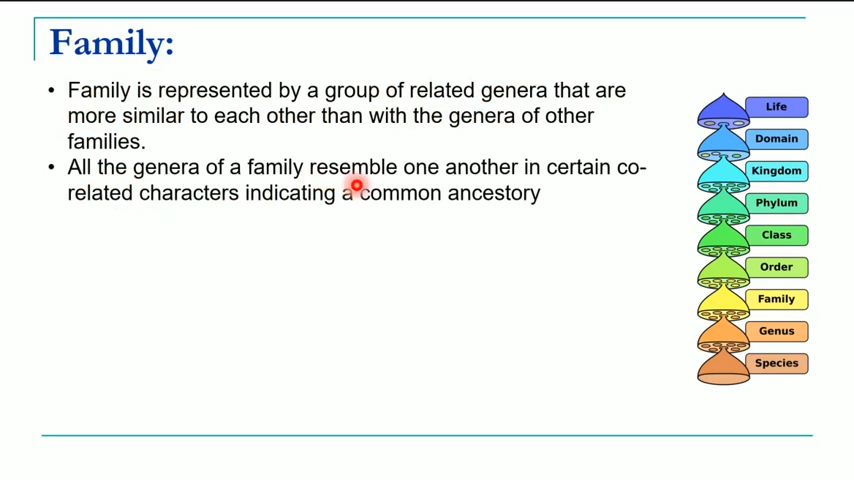 Family:
• Family is represented by a group of related genera that are
more similar to each other than with the genera of other
families.
• All the genera of a family resemble one another in certain co-
related characters indicating a common ancestory
Life
Domain
Kingdom
Phylum
Class
Order
Family
Genus
Species